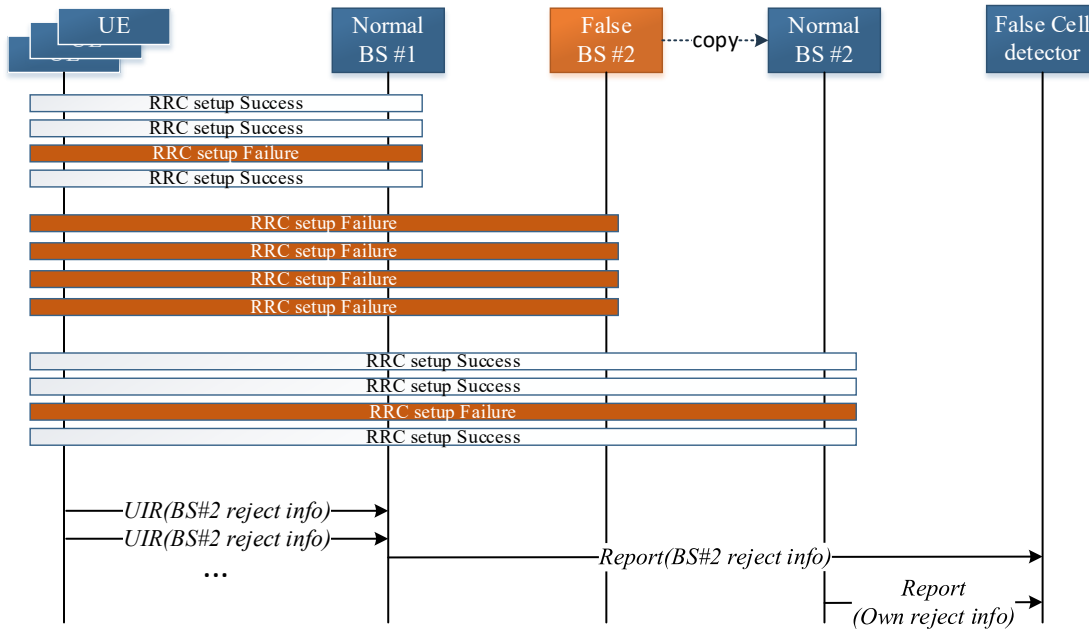 UE
UE
UE
Normal
BS #1
False
BS #2
copy
Normal
BS #2
False Cell
detector
RRC setup Success
RRC setup Success
RRC setup Failure
RRC setup Success
RRC setup Failure
RRC setup Failure
RRC setup Failure
RRC setup Failure
RRC setup Success
RRC setup Success
RRC setup Failure
RRC setup Success
UIR(BS#2 reject info)
UIR(BS#2 reject info)
...
Report(BS#2 reject info)
Report
(Own reject info)